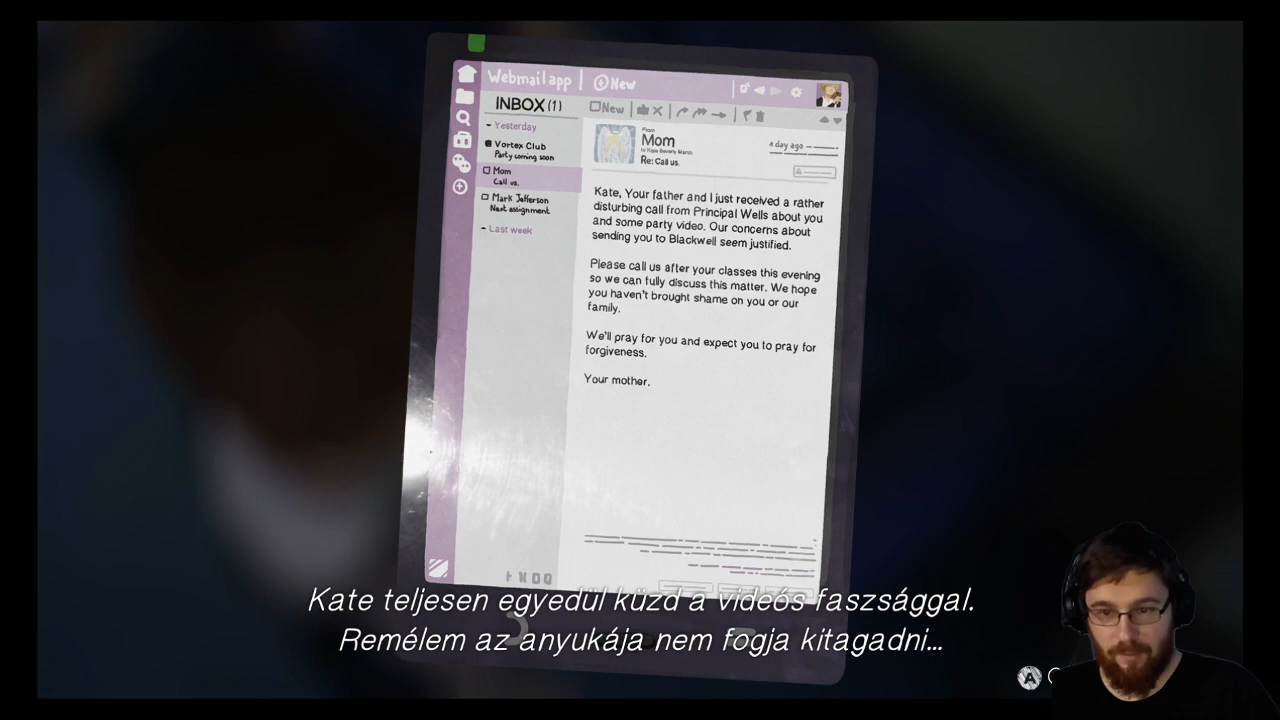 Webmail app | New
INBOX (1)
- Yesterday
Vortex Club
Party coming soon
Mom
Call us.
Mark Jefferson
Next assignment
- Last week
New
From
Mom
to Kate Beverly Marsh
Re: Call us.
4 day ago
Kate, Your father and I just received a rather
disturbing call from Principal Wells about you
and some party video. Our concerns about
sending you to Blackwell seem justified.
Please call us after your classes this evening
so we can fully discuss this matter. We hope
you haven't brought shame on you or our
family.
We'll pray for you and expect you to pray for
forgiveness.
Your mother.
Kate teljesen egyedül küzd a videós faszsággal.
Remélem az anyukája nem fogja kitagadni...
A